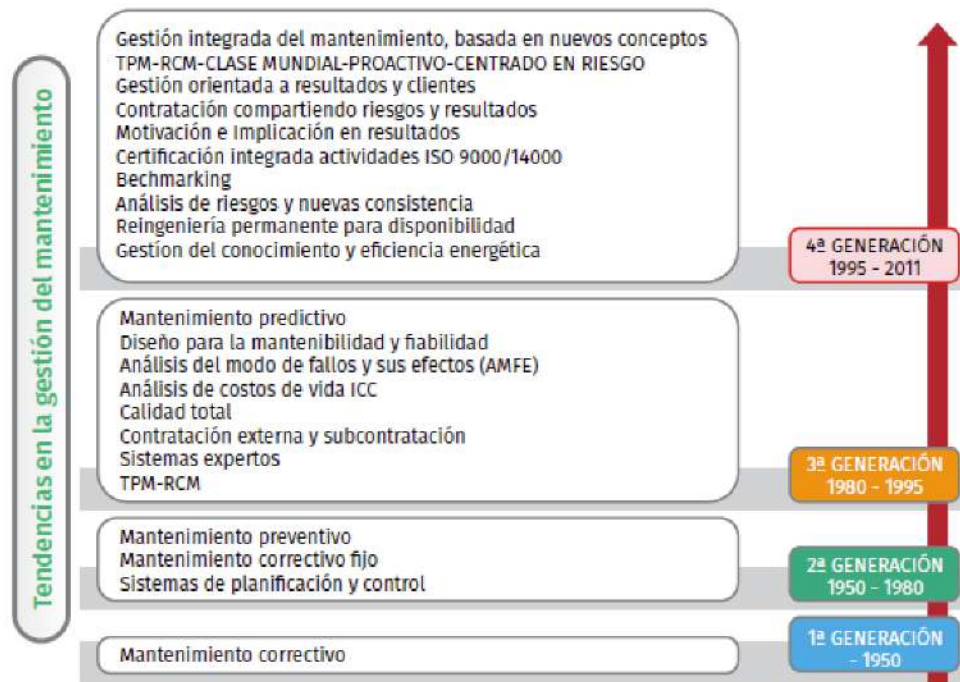 Tendencias en la gestión del mantenimiento
Gestión integrada del mantenimiento, basada en nuevos conceptos
TPM-RCM-CLASE MUNDIAL-PROACTIVO-CENTRADO EN RIESGO
Gestión orientada a resultados y clientes
Contratación compartiendo riesgos y resultados
Motivación e Implicación en resultados
Certificación integrada actividades ISO 9000/14000
Bechmarking
Análisis de riesgos y nuevas consistencia
Reingeniería permanente para disponibilidad
Gestíon del conocimiento y eficiencia energética
4ª GENERACIÓN
1995 - 2011
Mantenimiento predictivo
Diseño para la mantenibilidad y fiabilidad
Análisis del modo de fallos y sus efectos (AMFE)
Análisis de costos de vida ICC
Calidad total
Contratación externa y subcontratación
Sistemas expertos
TPM-RCM
3ª GENERACIÓN
1980 - 1995
Mantenimiento preventivo
Mantenimiento correctivo fijo
Sistemas de planificación y control
2ª GENERACIÓN
1950 - 1980
Mantenimiento correctivo
1ª GENERACIÓN
- 1950